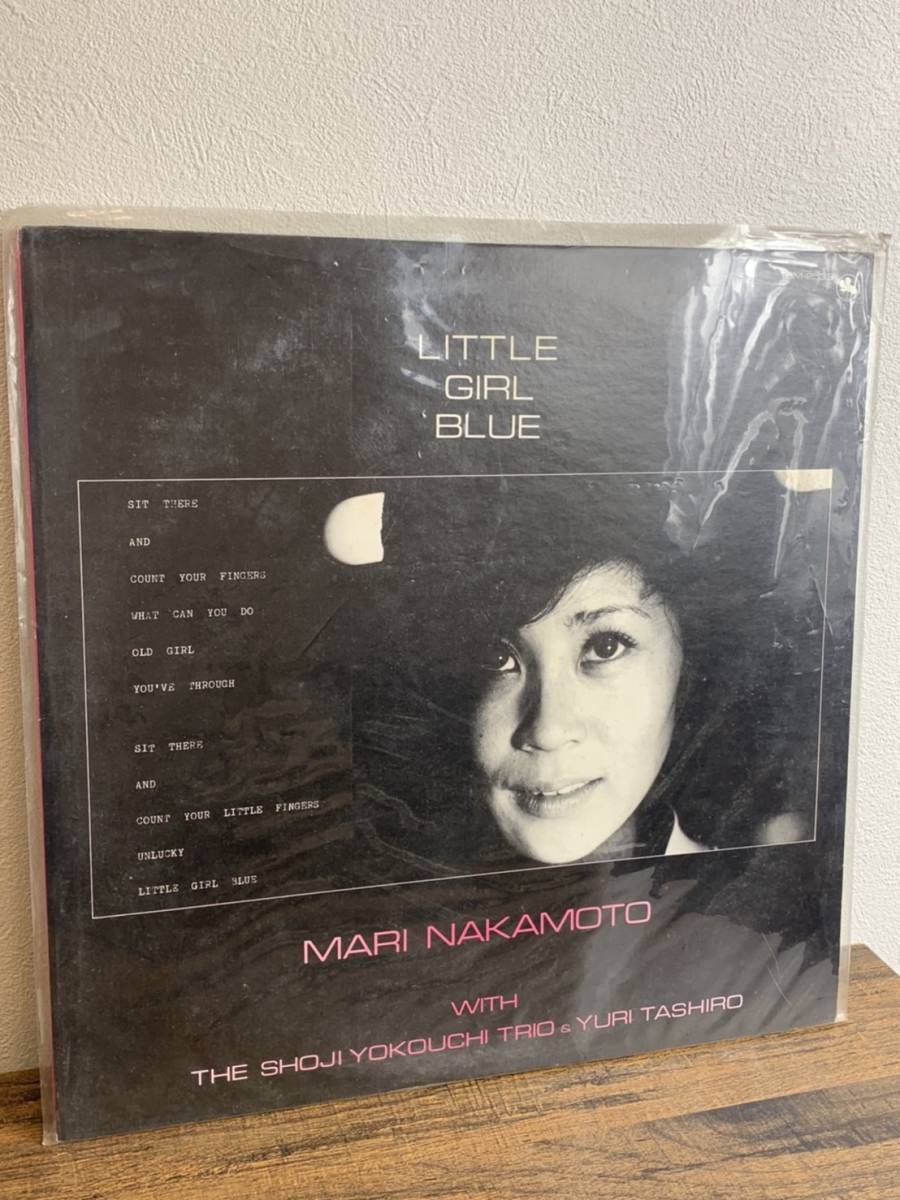 LITTLE
GIRL
BLUE
SIT THERE
AND
COUNT YOUR FINGERS
WHAT CAN YOU DO
OLD GIRL
YOU'VE THROUGH
SIT THERE
AND
COUNT YOUR LITTLE FINGERS
UNLUCKY
LITTLE GIRL BLUE
MARI NAKAMOTO
WITH
THE SHOJI YOKOUCHI TRIO & YURI TASHIRO